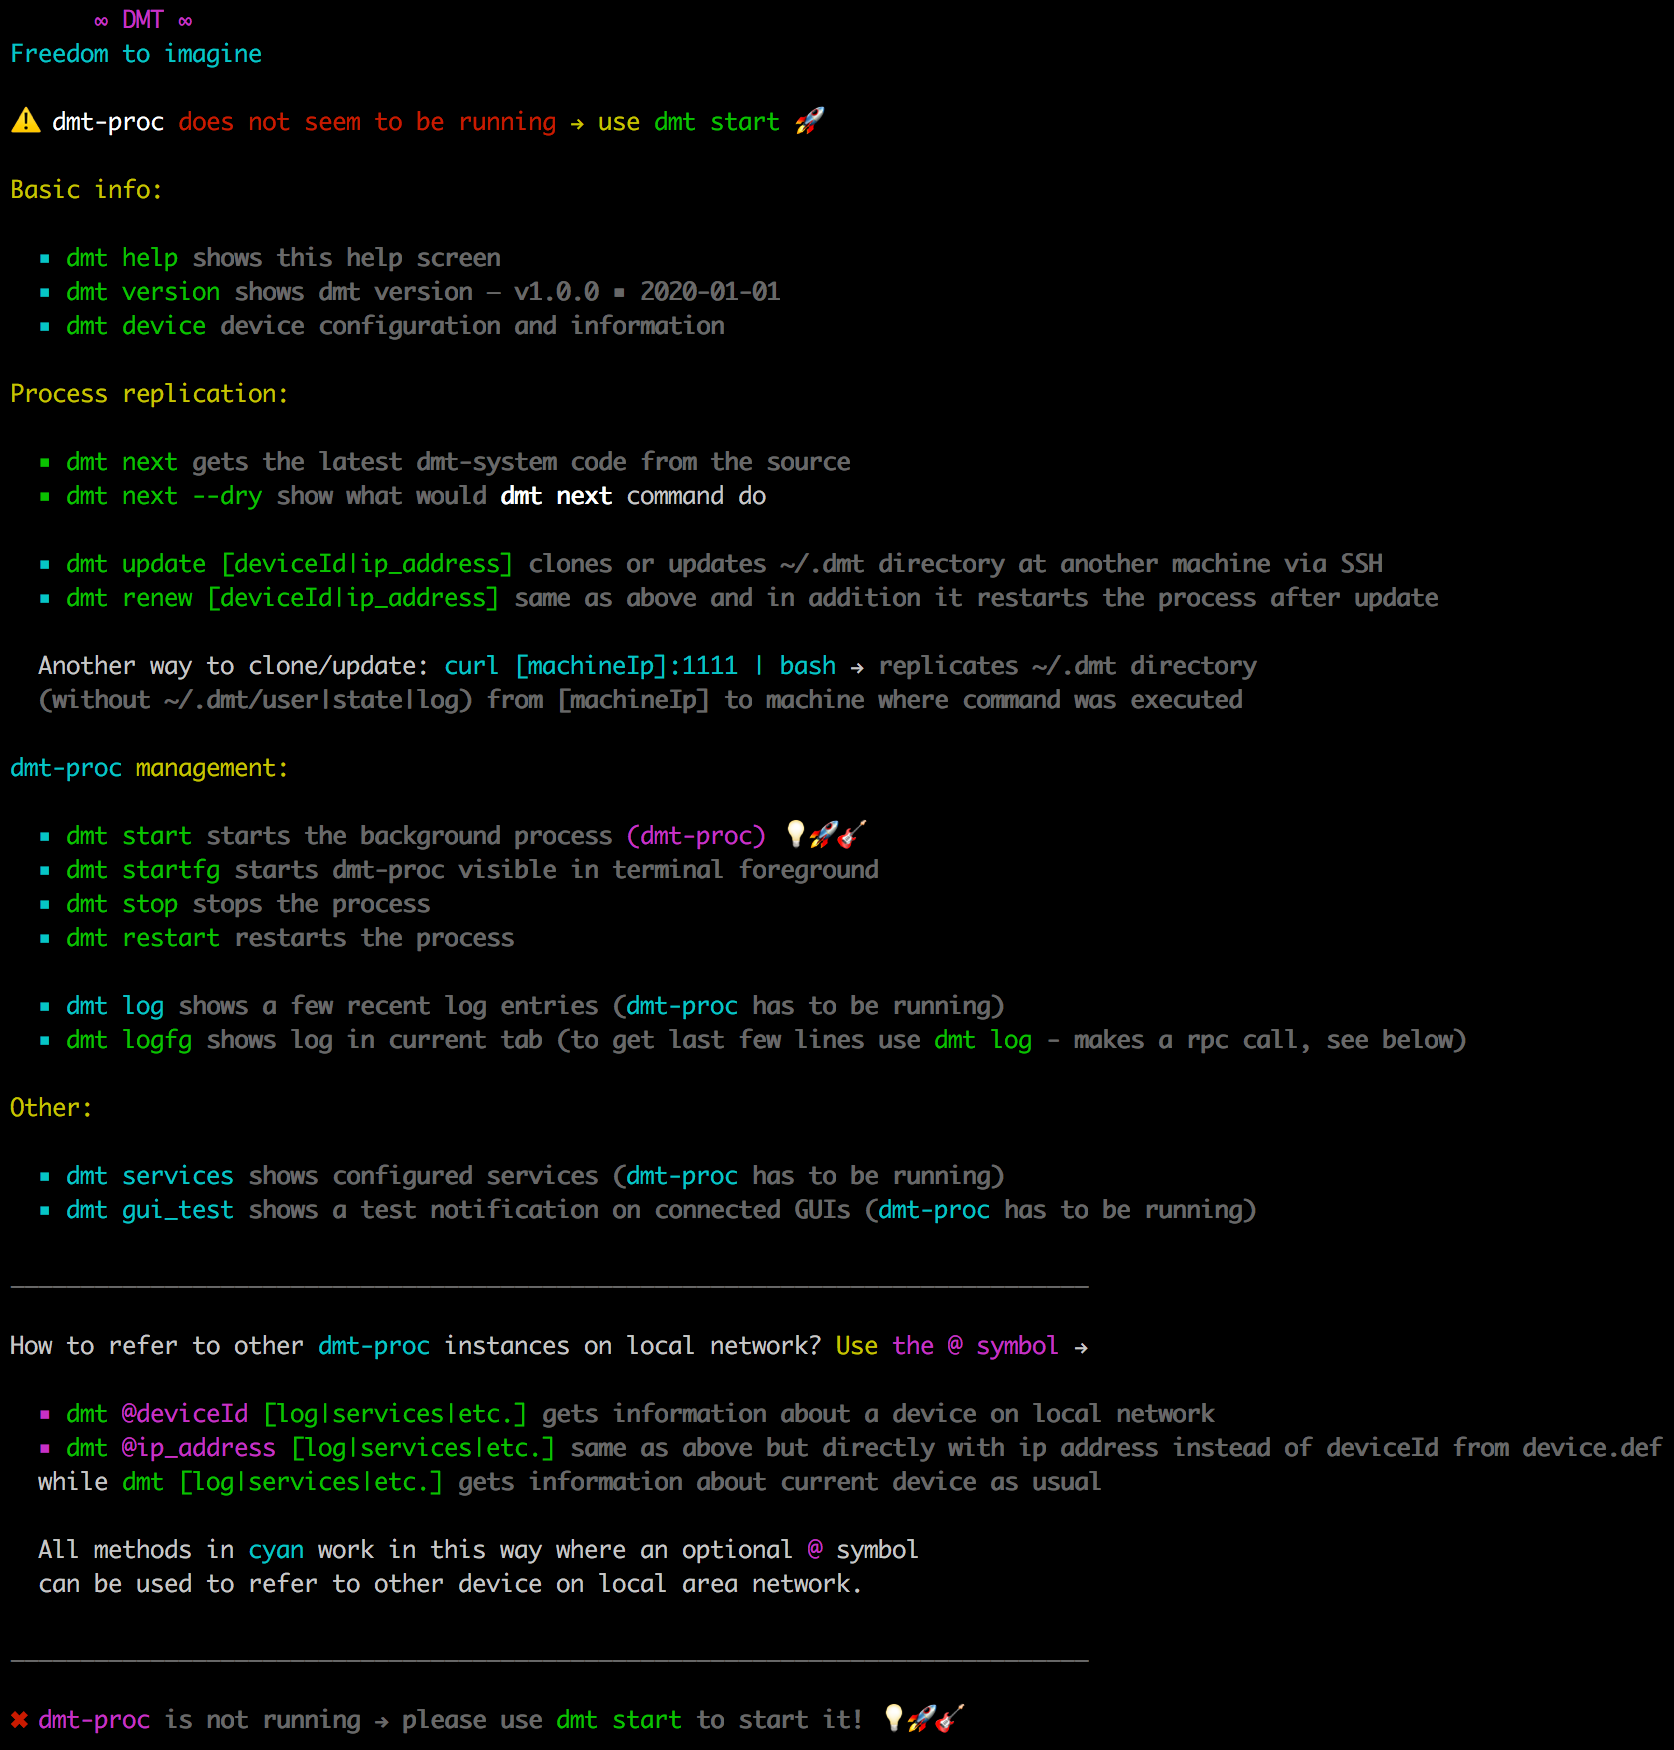 ∞ DMT ∞
Freedom to imagine
⚠️ dmt-proc does not seem to be running → use dmt start 🚀
Basic info:
▪ dmt help shows this help screen
▪ dmt version shows dmt version — v1.0.0 ▪ 2020-01-01
▪ dmt device device configuration and information
Process replication:
▪ dmt next gets the latest dmt-system code from the source
▪ dmt next --dry show what would dmt next command do
▪ dmt update [deviceId|ip_address] clones or updates ~/.dmt directory at another machine via SSH
▪ dmt renew [deviceId|ip_address] same as above and in addition it restarts the process after update
Another way to clone/update: curl [machineIp]:1111 | bash → replicates ~/.dmt directory
(without ~/.dmt/user|state|log) from [machineIp] to machine where command was executed
dmt-proc management:
▪ dmt start starts the background process (dmt-proc) 💡🚀🎸
▪ dmt startfg starts dmt-proc visible in terminal foreground
▪ dmt stop stops the process
▪ dmt restart restarts the process
▪ dmt log shows a few recent log entries (dmt-proc has to be running)
▪ dmt logfg shows log in current tab (to get last few lines use dmt log - makes a rpc call, see below)
Other:
▪ dmt services shows configured services (dmt-proc has to be running)
▪ dmt gui_test shows a test notification on connected GUIs (dmt-proc has to be running)
How to refer to other dmt-proc instances on local network? Use the @ symbol →
▪ dmt @deviceId [log|services|etc.] gets information about a device on local network
▪ dmt @ip_address [log|services|etc.] same as above but directly with ip address instead of deviceId from device.def
while dmt [log|services|etc.] gets information about current device as usual
All methods in cyan work in this way where an optional @ symbol
can be used to refer to other device on local area network.
✖ dmt-proc is not running → please use dmt start to start it! 💡🚀🎸